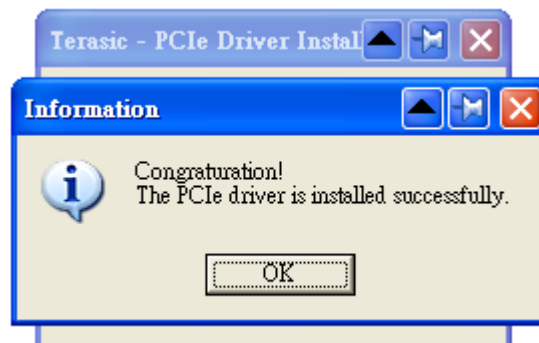 Terasic - PCIe Driver Instal
Information
Congraturation!
The PCIe driver is installed successfully.
OK